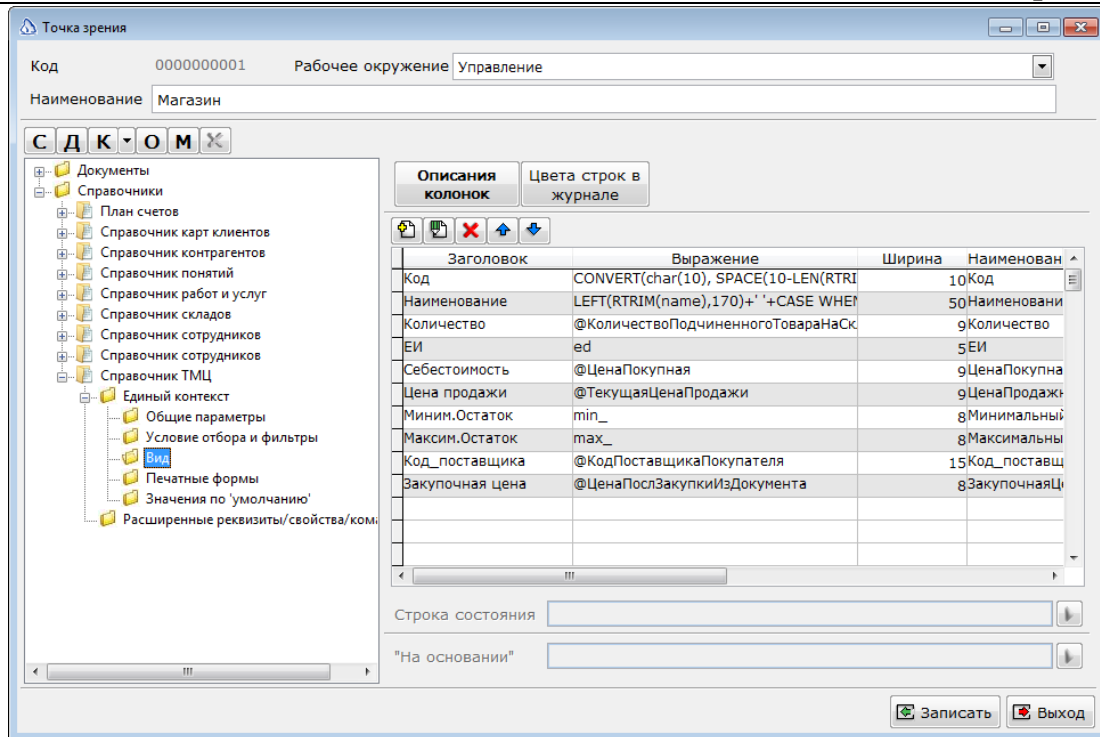 Точка зрения
Код 0000000001 Рабочее окружение Управление
Наименование Магазин
С Д К О М
Документы
Справочники
План счетов
Справочник карт клиентов
Справочник контрагентов
Справочник понятий
Справочник работ и услуг
Справочник складов
Справочник сотрудников
Справочник сотрудников
Справочник ТМЦ
Единый контекст
Общие параметры
Условие отбора и фильтры
Вид
Печатные формы
Значения по 'умолчанию'
Расширенные реквизиты/свойства/кома
Описания колонок
Цвета строк в журнале
Заголовок Выражение Ширина Наименован
Код CONVERT(char(10), SPACE(10-LEN(RTRI 10 Код
Наименование LEFT(RTRIM(name),170)+' '+CASE WHEN 50 Наименовани
Количество @КоличествоПодчиненногоТовараНаСк 9 Количество
ЕИ ed 5 ЕИ
Себестоимость @ЦенаПокупная 9 ЦенаПокупна
Цена продажи @ТекущаяЦенаПродажи 9 ЦенаПродажн
Миним.Остаток min_ 8 Минимальный
Максим.Остаток max_ 8 Максимальны
Код_поставщика @КодПоставщикаПокупателя 15 Код_поставщ
Закупочная цена @ЦенаПослЗакупкиИзДокумента 8 ЗакупочнаяЦе
Строка состояния
"На основании"
Записать Выход